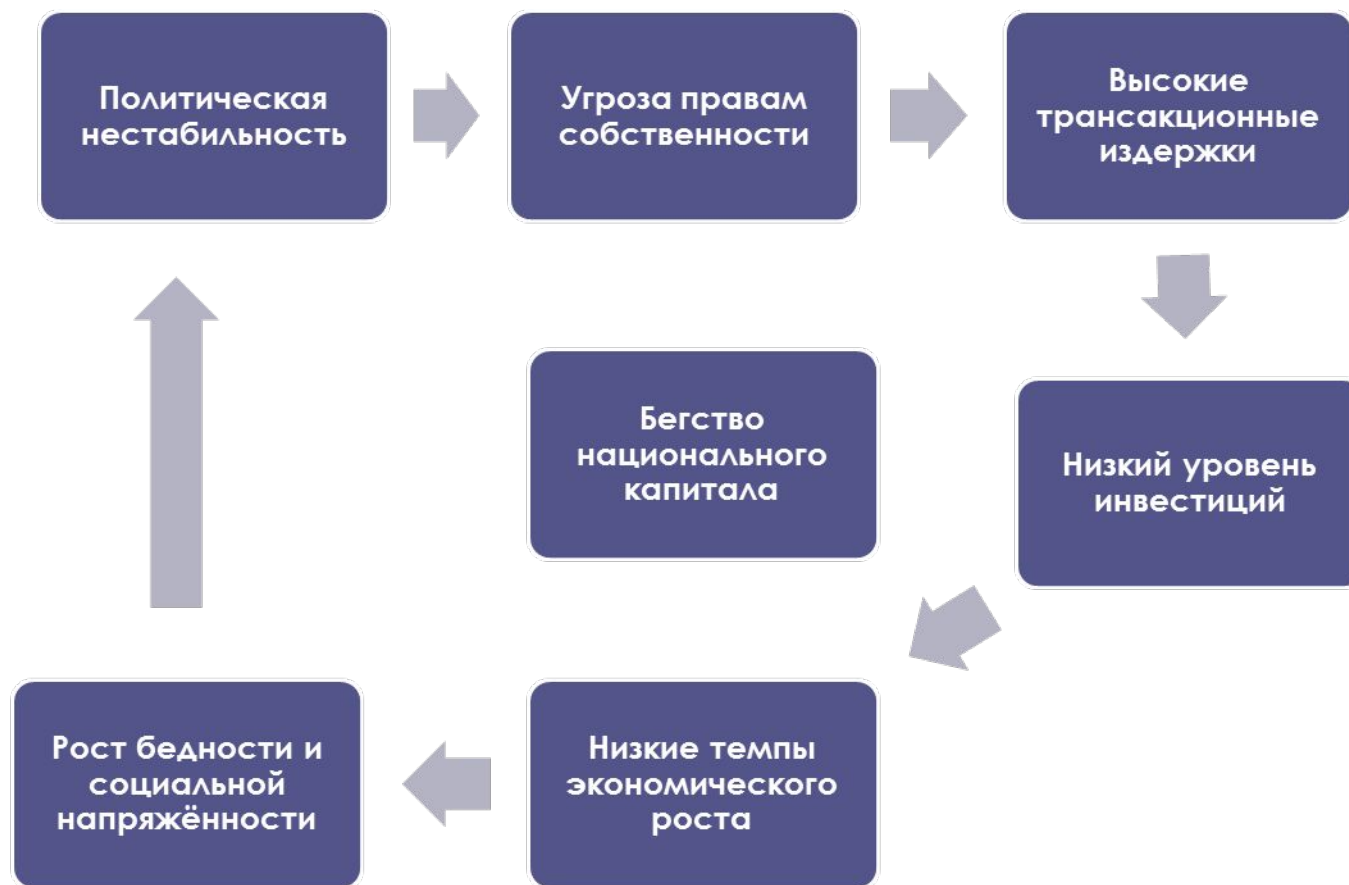 Политическая
нестабильность
Угроза правам
собственности
Высокие
трансакционные
издержки
Бегство
национального
капитала
Низкий уровень
инвестиций
Рост бедности и
социальной
напряжённости
Низкие темпы
экономического
роста